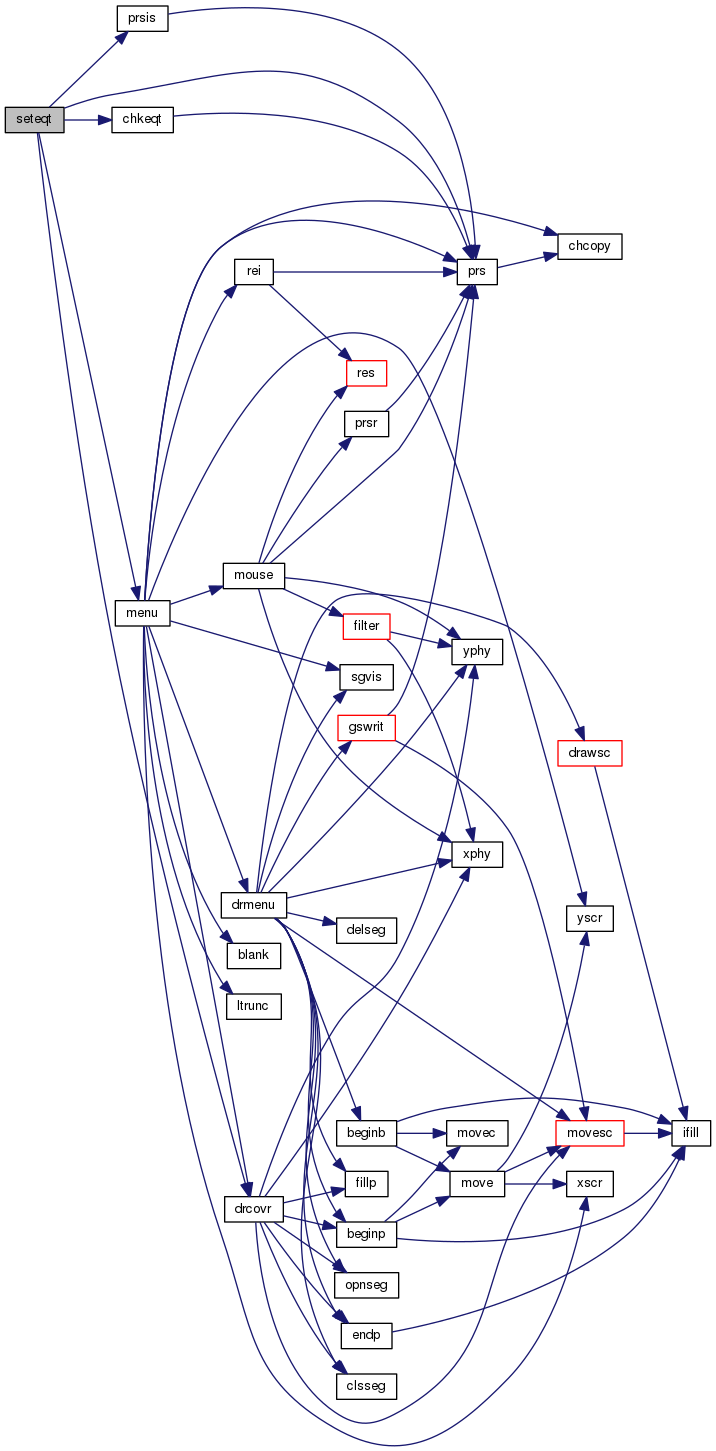 prsis
seteqt
chkeqt
chcopy
rei
prs
res
prsr
mouse
menu
filter
yphy
sgvis
gswrit
drawsc
xphy
drmenu
yscr
delseg
blank
ltrunc
beginb
movec
movesc
ifill
fillp
move
xscr
drcovr
beginp
opnseg
endp
clsseg